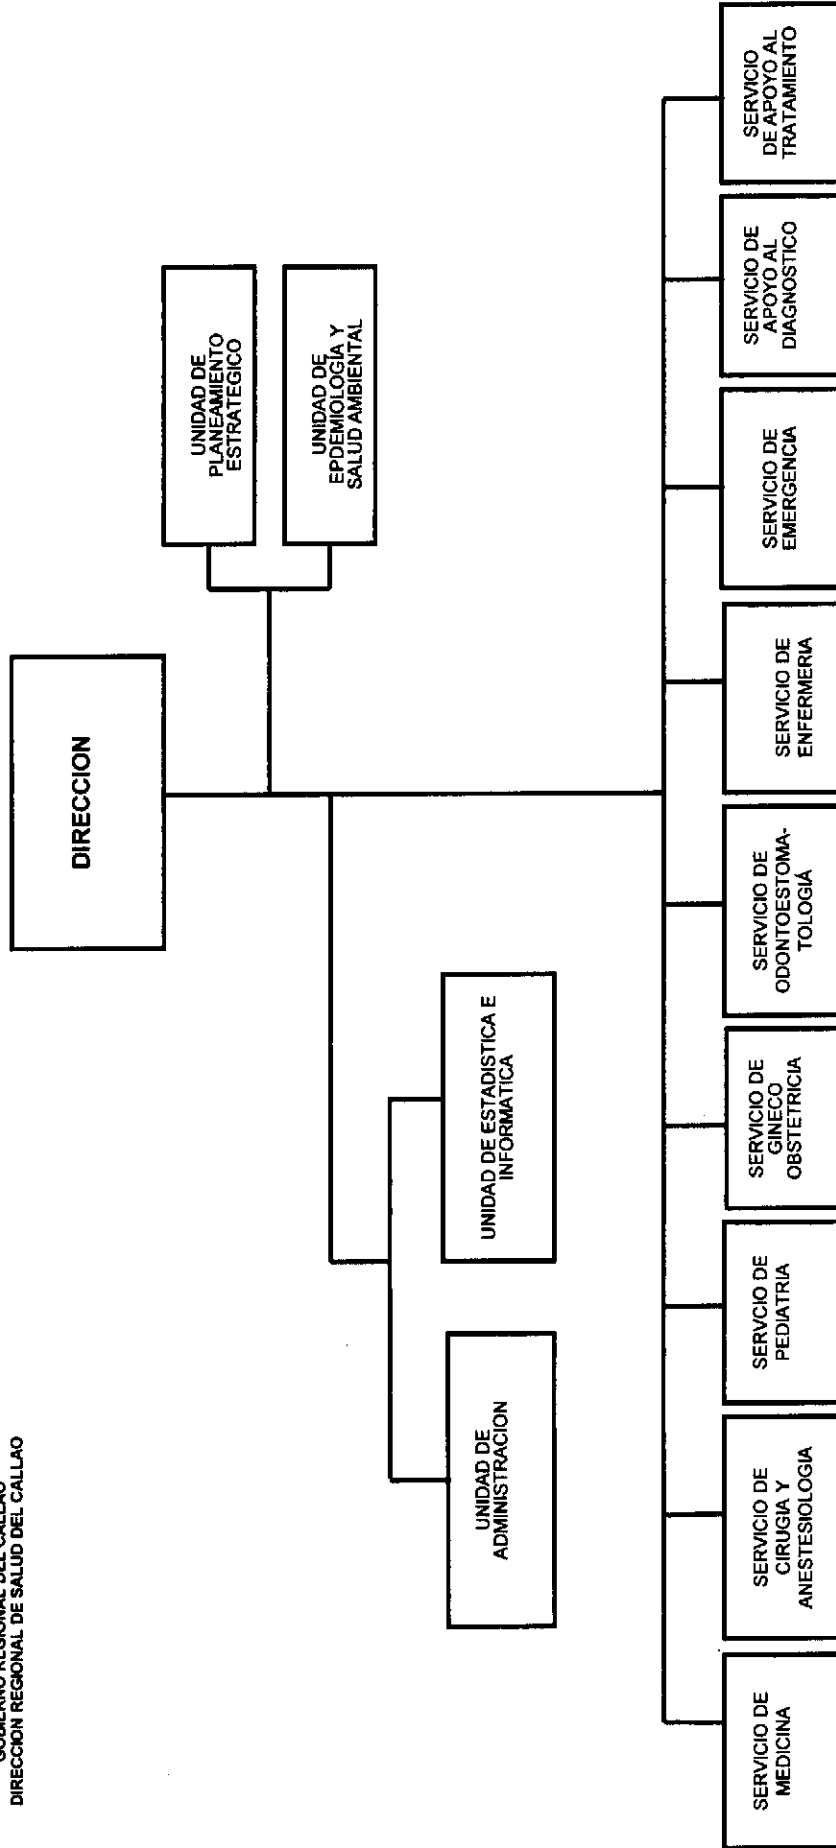 GOBIERNO REGIONAL DEL CALLAO
DIRECCION REGIONAL DE SALUD DEL CALLAO
DIRECCION
UNIDAD DE
PLANEAMIENTO
ESTRATEGICO
UNIDAD DE
EPDEMIOLOGÍA Y
SALUD AMBIENTAL
UNIDAD DE
ADMINISTRACION
UNIDAD DE ESTADISTICA E
INFORMATICA
SERVICIO DE
MEDICINA
SERVICIO DE
CIRUGIA Y
ANESTESIOLOGIA
SERVCIO DE
PEDIATRIA
SERVICIO DE
GINECO
OBSTETRICIA
SERVICIO DE
ODONTOESTOMA-
TOLOGIÁ
SERVICIO DE
ENFERMERIA
SERVICIO DE
EMERGENCIA
SERVICIO DE
APOYO AL
DIAGNOSTICO
SERVICIO
DE APOYO AL
TRATAMIENTO